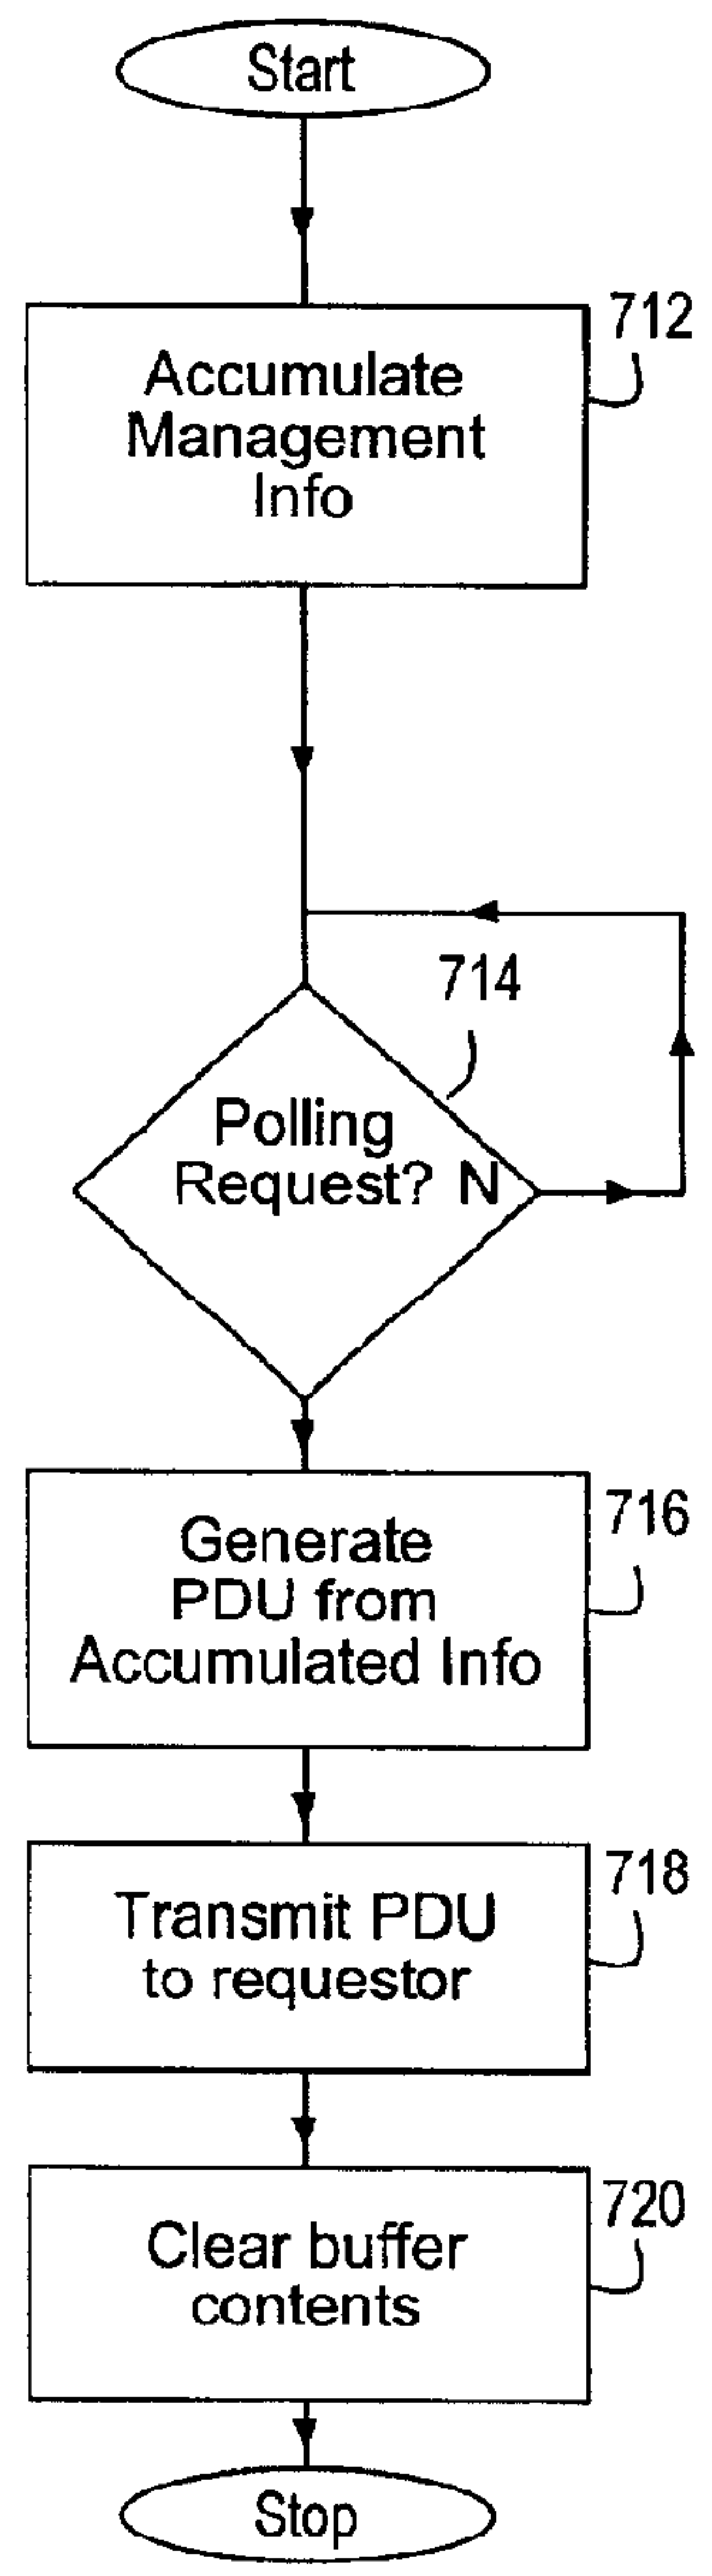 Start
712
Accumulate
Management
Info
714
Polling
Request? N
716
Generate
PDU from
Accumulated Info
718
Transmit PDU
to requestor
720
Clear buffer
contents
Stop